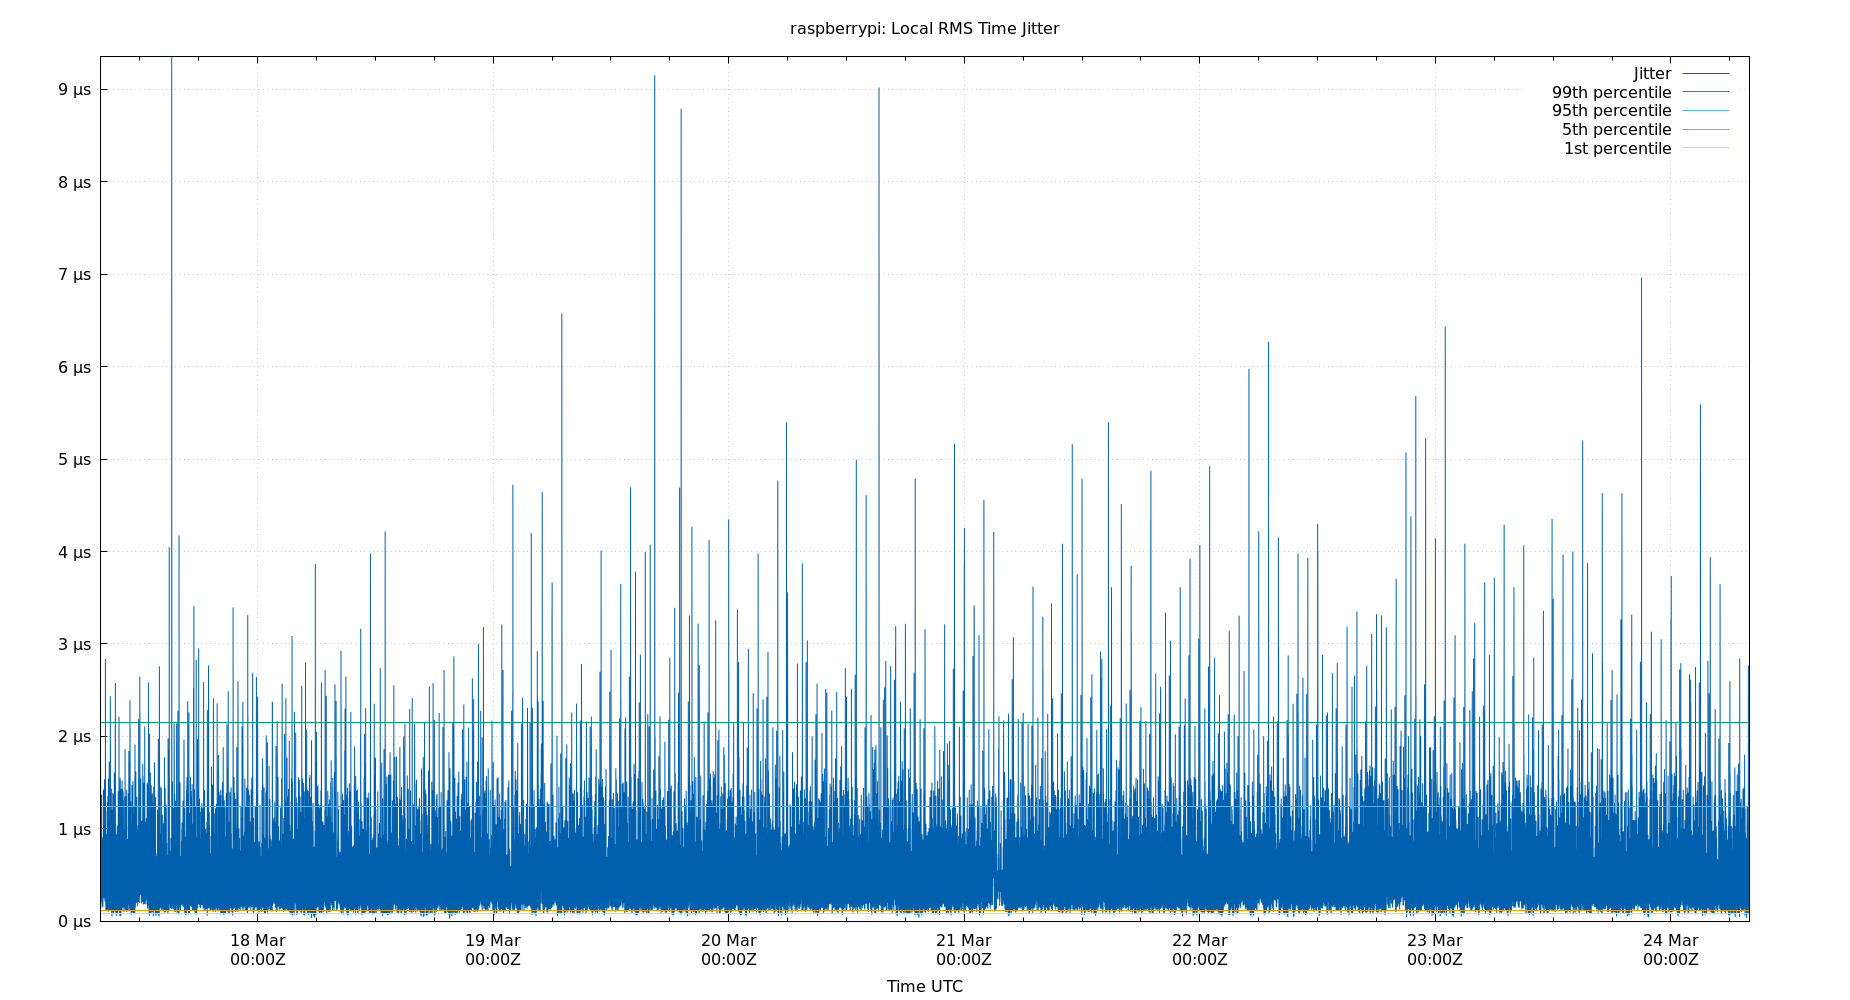 raspberrypi: Local RMS Time Jitter
Jitter
99th percentile
95th percentile
5th percentile
1st percentile
9 µs
8 µs
7 µs
6 µs
5 µs
4 µs
3 µs
2 µs
1 µs
0 µs
18 Mar 19 Mar 20 Mar 21 Mar 22 Mar 23 Mar 24 Mar
00:00Z 00:00Z 00:00Z 00:00Z 00:00Z 00:00Z 00:00Z
Time UTC